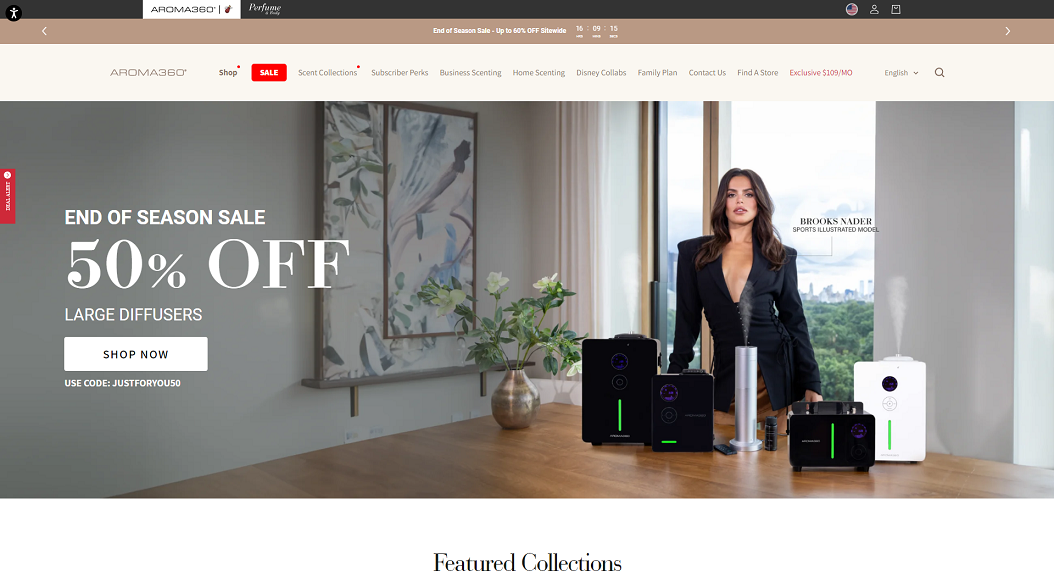 AROMA360° |
Perfume
& Body
End of Season Sale - Up to 60% OFF Sitewide
16 : 09 : 15
HRS MINS SECS
AROMA360°
Shop
SALE
Scent Collections
Subscriber Perks
Business Scenting
Home Scenting
Disney Collabs
Family Plan
Contact Us
Find A Store
Exclusive $109/MO
English
DEAL ALERT
END OF SEASON SALE
50% OFF
LARGE DIFFUSERS
SHOP NOW
USE CODE: JUSTFORYOU50
BROOKS NADER
SPORTS ILLUSTRATED MODEL
Featured Collections